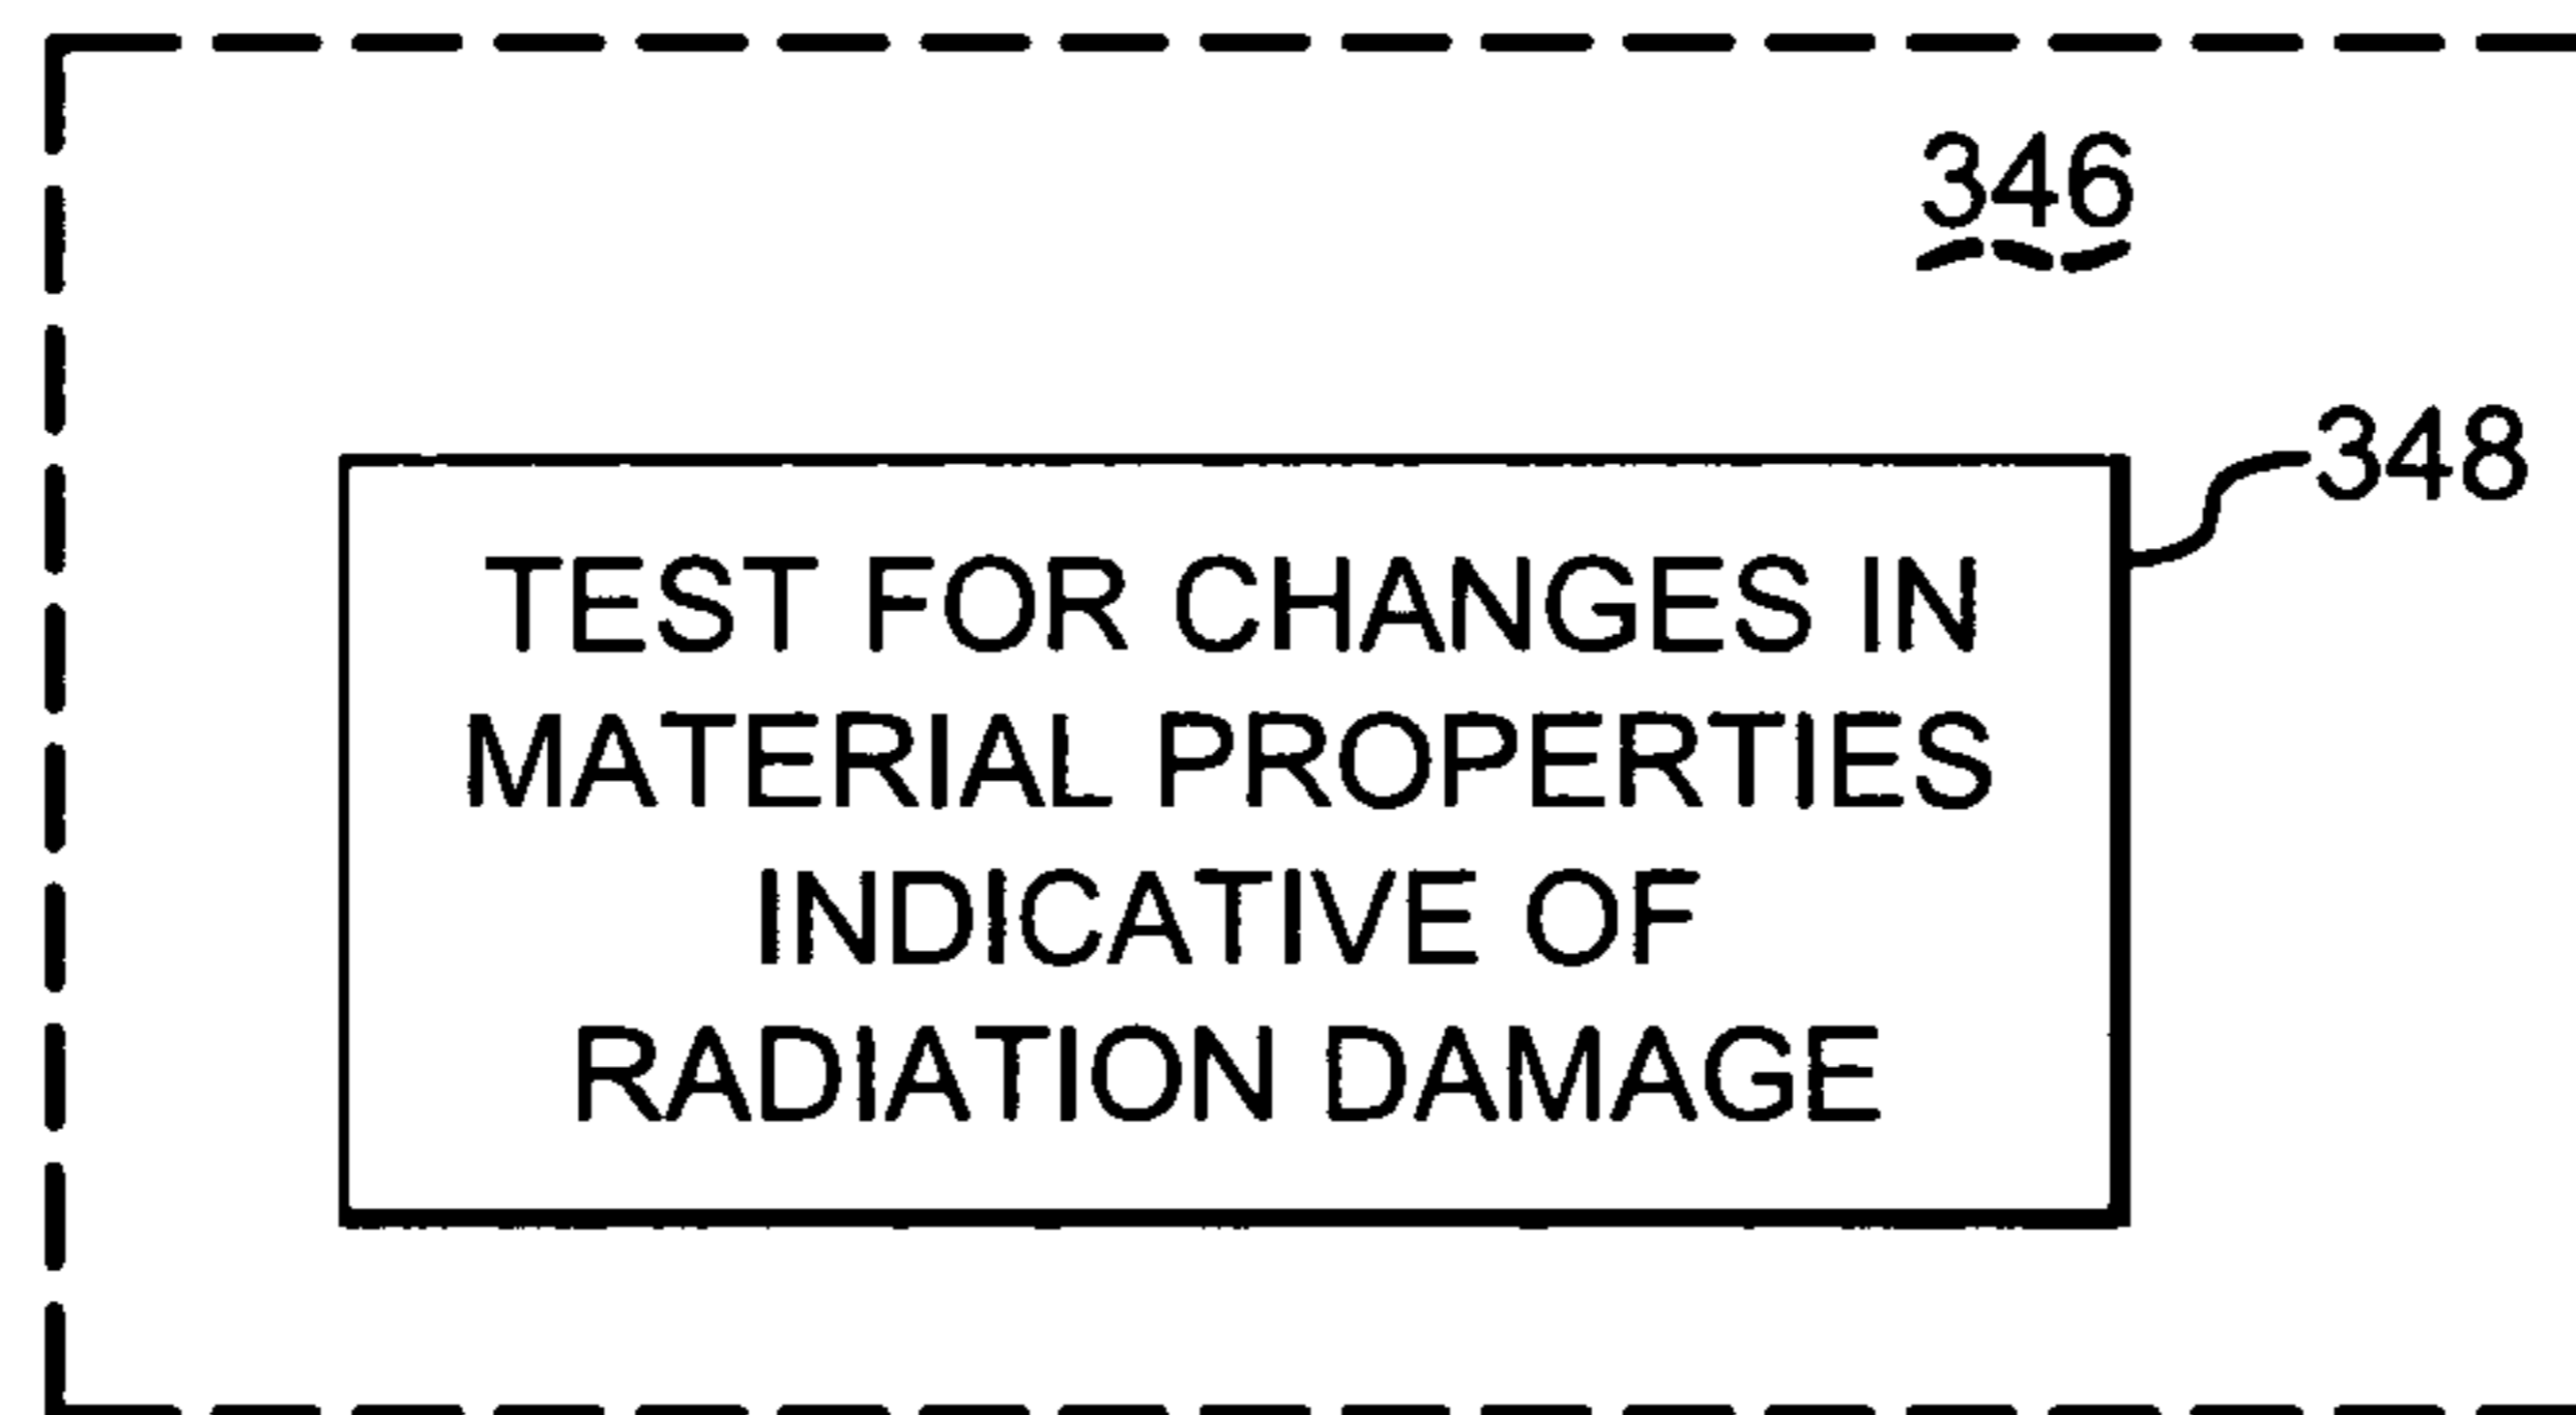 346
348
TEST FOR CHANGES IN
MATERIAL PROPERTIES
INDICATIVE OF
RADIATION DAMAGE